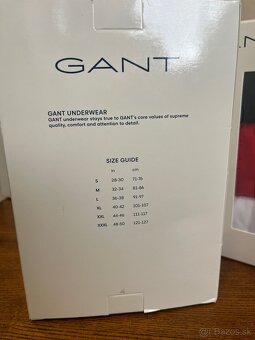 GANT
GANT UNDERWEAR
GANT underwear stays true to GANT's core values of supreme
quality, comfort and attention to detail.
SIZE GUIDE
in cm
S 28-30 71-76
M 32-34 81-86
L 36-38 91-97
XL 40-42 101-107
XXL 44-46 111-117
XXXL 48-50 121-127
© Bazos.sk